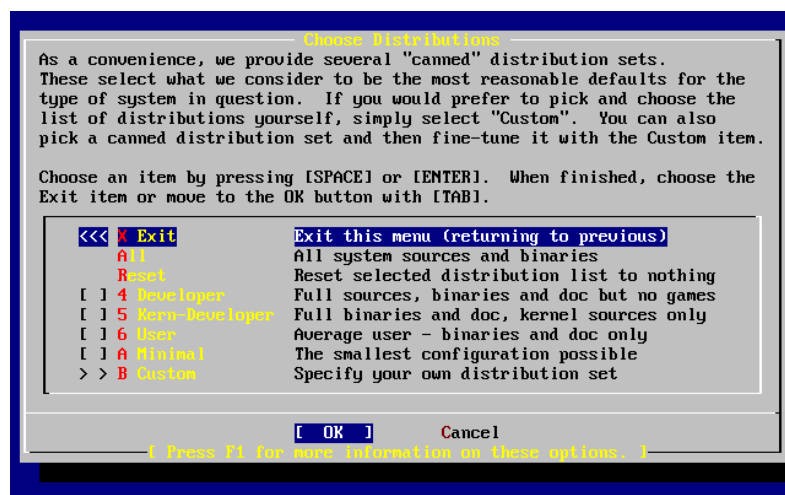 Choose Distributions
As a convenience, we provide several "canned" distribution sets.
These select what we consider to be the most reasonable defaults for the
type of system in question.  If you would prefer to pick and choose the
list of distributions yourself, simply select "Custom".  You can also
pick a canned distribution set and then fine-tune it with the Custom item.
Choose an item by pressing [SPACE] or [ENTER].  When finished, choose the
Exit item or move to the OK button with [TAB].
<<< X Exit Exit this menu (returning to previous)
All All system sources and binaries
Reset Reset selected distribution list to nothing
[ ] 4 Developer Full sources, binaries and doc but no games
[ ] 5 Kern-Developer Full binaries and doc, kernel sources only
[ ] 6 User Average user - binaries and doc only
[ ] A Minimal The smallest configuration possible
> > B Custom Specify your own distribution set
[ OK ] Cancel
[ Press F1 for more information on these options. ]